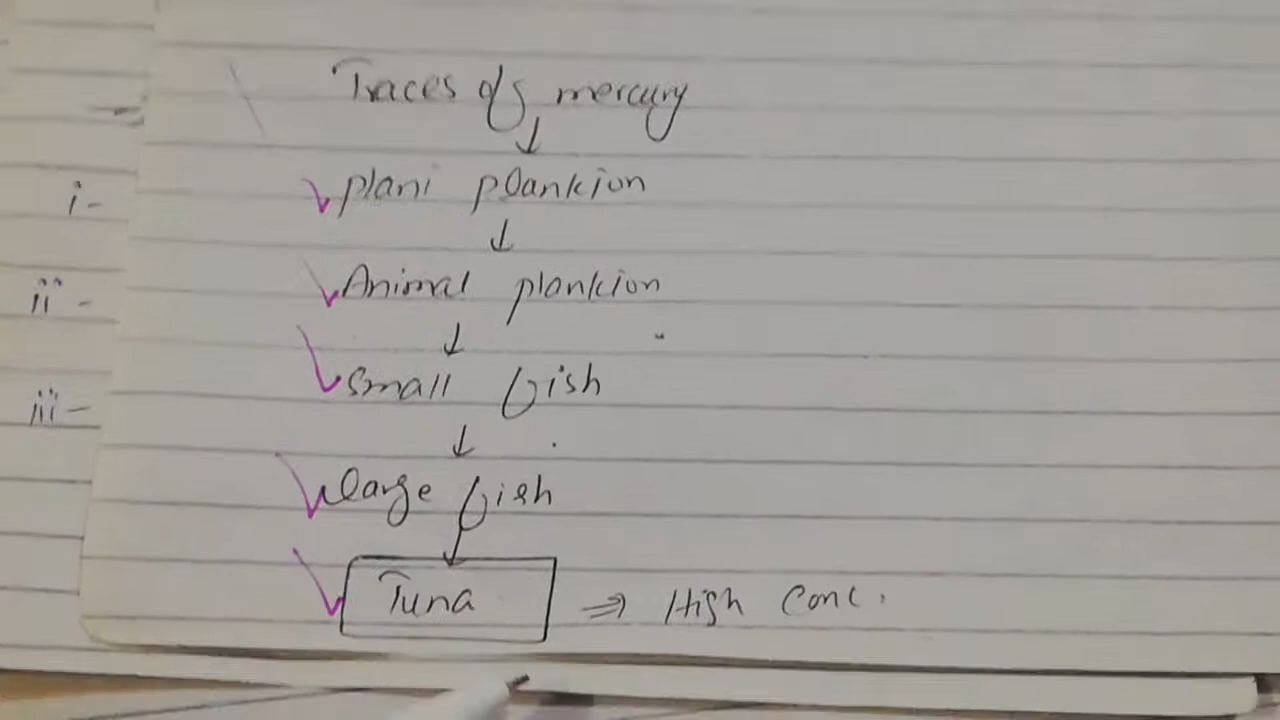 Traces of mercury
↓
i- plant plankton
↓
ii- Animal plankton
↓
iii- Small fish
↓
large fish
↓
Tuna ⇒ High conc.